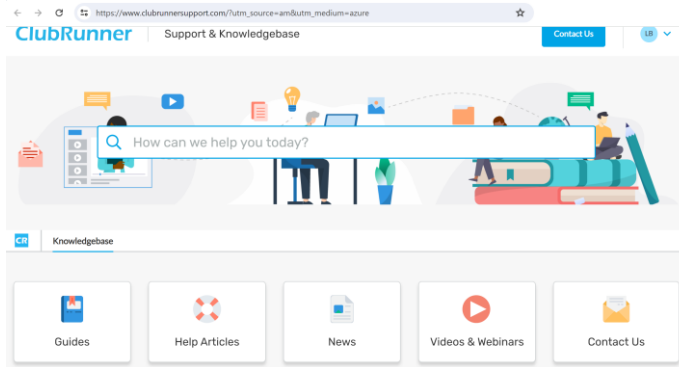 https://www.clubrunnersupport.com/?utm_source=am&utm_medium=azure
ClubRunner Support & Knowledgebase Contact Us LB
How can we help you today?
CR Knowledgebase
Guides Help Articles News Videos & Webinars Contact Us